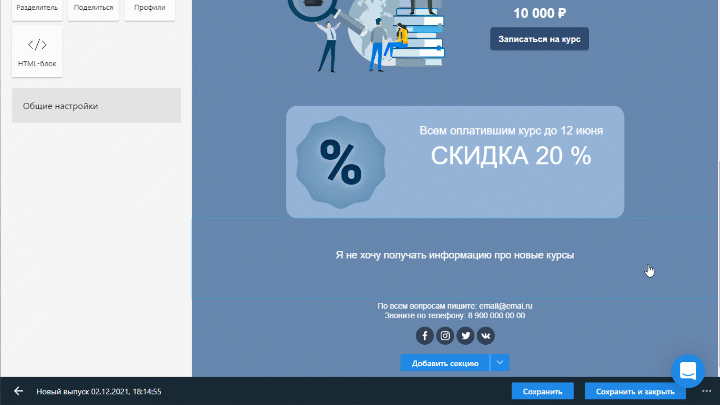 Разделитель
Поделиться
Профили
</>
HTML-блок
Общие настройки
10 000 ₽
Записаться на курс
%
Всем оплатившим курс до 12 июня
СКИДКА 20 %
Я не хочу получать информацию про новые курсы
По всем вопросам пишите: email@emai.ru
Звоните по телефону: 8 900 000 00 00
Добавить секцию
Новый выпуск 02.12.2021, 18:14:55
Сохранить
Сохранить и закрыть